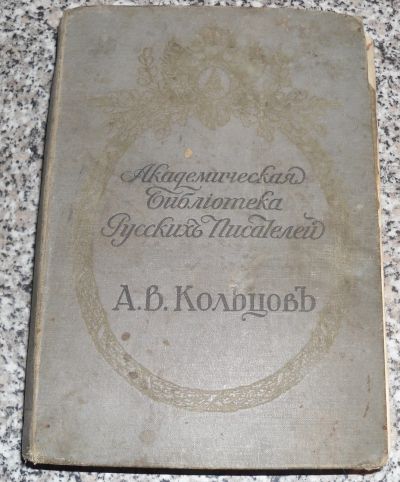 Академическая
Библіотека
Русскихъ Писателей
А. В. Кольцовъ